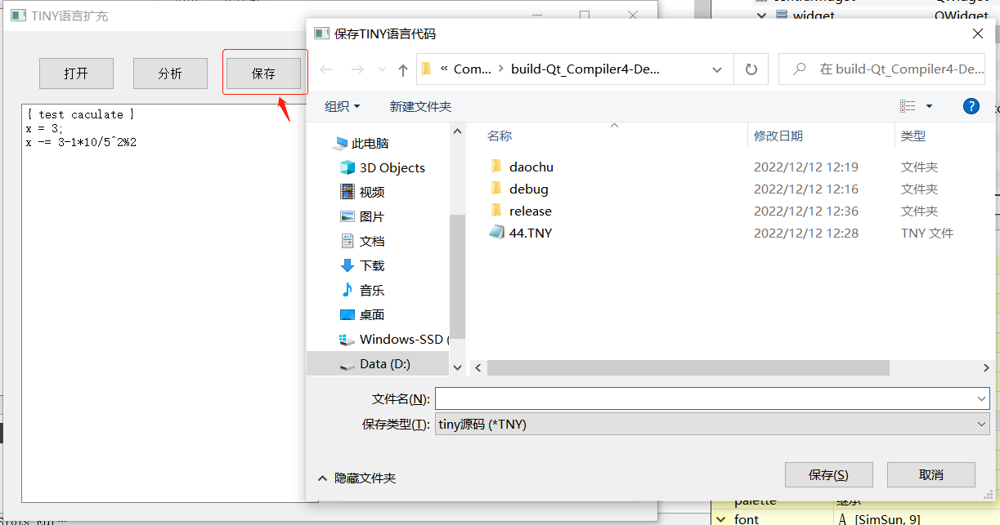 TINY语言扩充
打开
分析
保存
{ test caculate }
x = 3;
x -= 3-1*10/5^2%2
widget
QWidget
保存TINY语言代码
« Com... › build-Qt_Compiler4-De...
在 build-Qt_Compiler4-De...
组织
新建文件夹
名称
修改日期
类型
此电脑
3D Objects
视频
图片
文档
下载
音乐
桌面
Windows-SSD (
Data (D:)
daochu 2022/12/12 12:19 文件夹
debug 2022/12/12 12:16 文件夹
release 2022/12/12 12:36 文件夹
44.TNY 2022/12/12 12:28 TNY 文件
文件名(N):
保存类型(T): tiny源码 (*TNY)
隐藏文件夹
保存(S)
取消
palette 继承
font A [SimSun, 9]